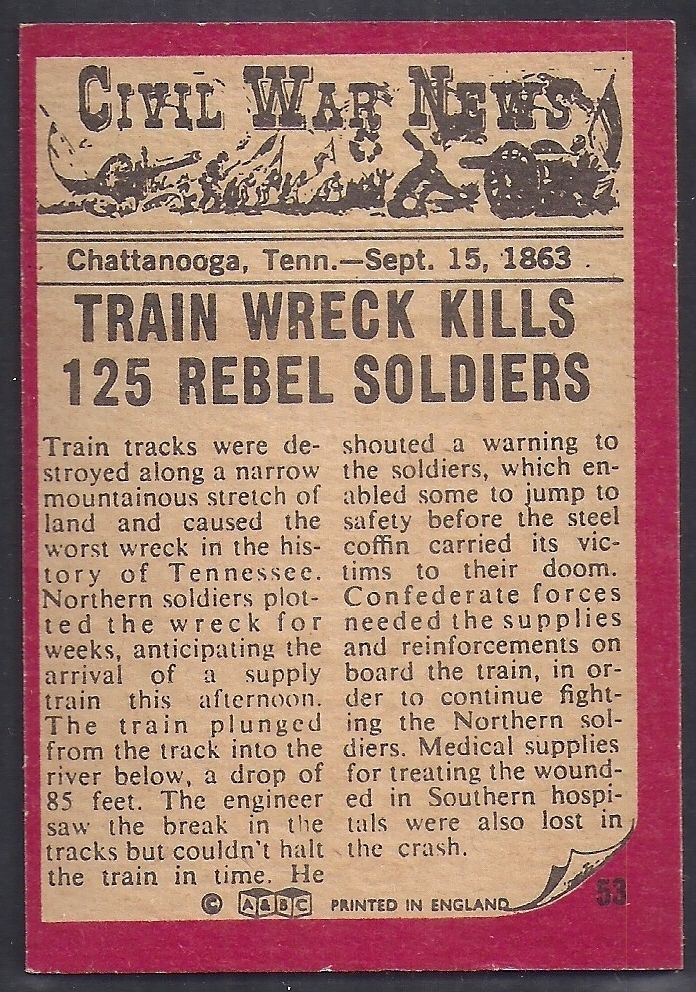 CIVIL WAR NEWS
Chattanooga, Tenn.—Sept. 15, 1863
TRAIN WRECK KILLS
125 REBEL SOLDIERS
Train tracks were de-
stroyed along a narrow
mountainous stretch of
land and caused the
worst wreck in the his-
tory of Tennessee.
Northern soldiers plot-
ted the wreck for
weeks, anticipating the
arrival of a supply
train this afternoon.
The train plunged
from the track into the
river below, a drop of
85 feet. The engineer
saw the break in the
tracks but couldn't halt
the train in time. He
shouted a warning to
the soldiers, which en-
abled some to jump to
safety before the steel
coffin carried its vic-
tims to their doom.
Confederate forces
needed the supplies
and reinforcements on
board the train, in or-
der to continue fight-
ing the Northern sol-
diers. Medical supplies
for treating the wound-
ed in Southern hospi-
tals were also lost in
the crash.
53
© A&BC PRINTED IN ENGLAND